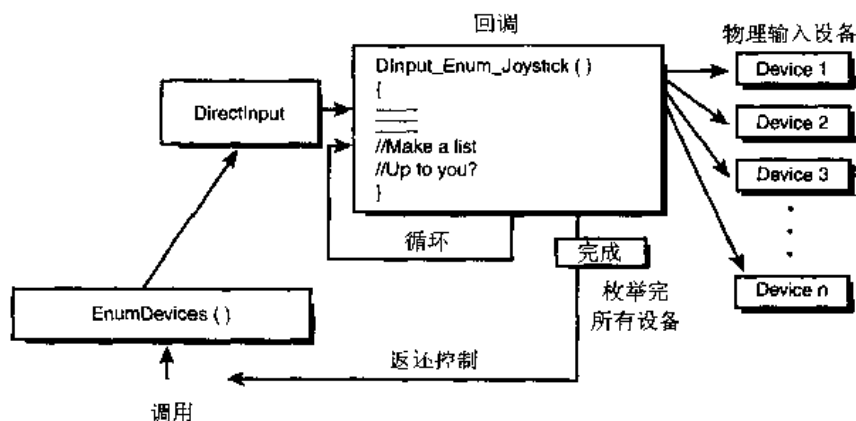 回调
物理输入设备
DInput_Enum_Joystick ( )
{
//Make a list
//Up to you?
}
DirectInput
Device 1
Device 2
Device 3
Device n
循环
完成
枚举完
所有设备
EnumDevices ( )
返还控制
调用